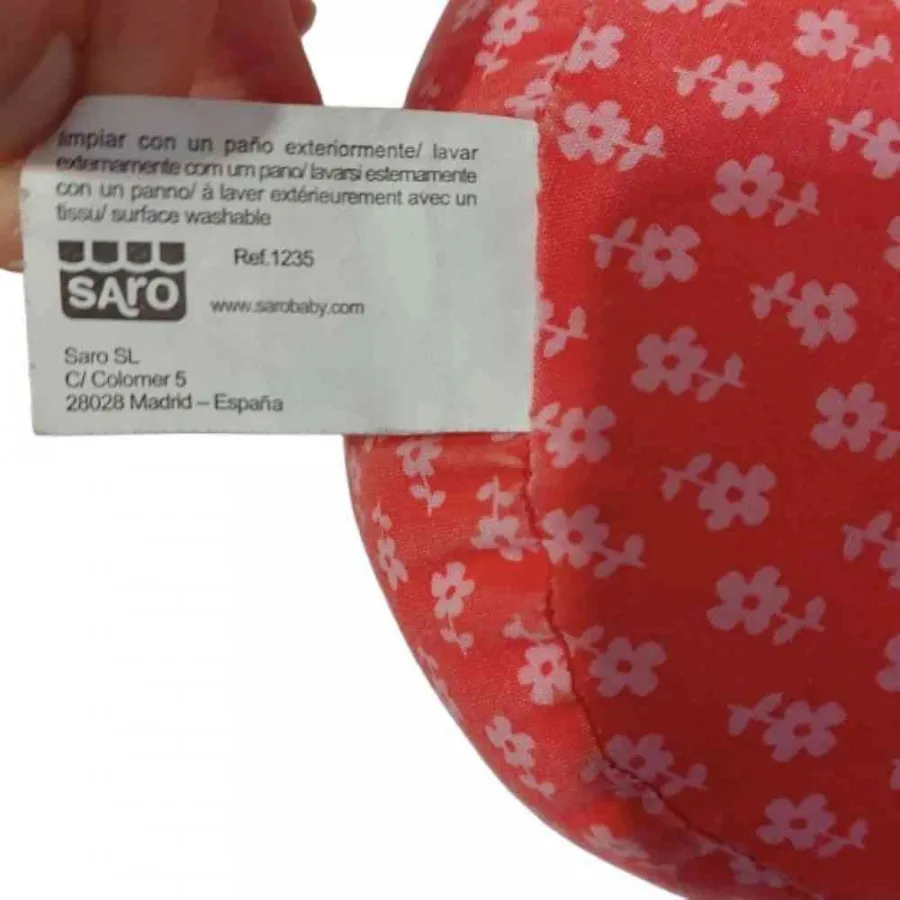 limpiar con un paño exteriormente/ lavar
externamente com um pano/ lavarsi esternamente
con un panno/ à laver extérieurement avec un
tissu/ surface washable
Ref.1235
SAro
www.sarobaby.com
Saro SL
C/ Colomer 5
28028 Madrid – España